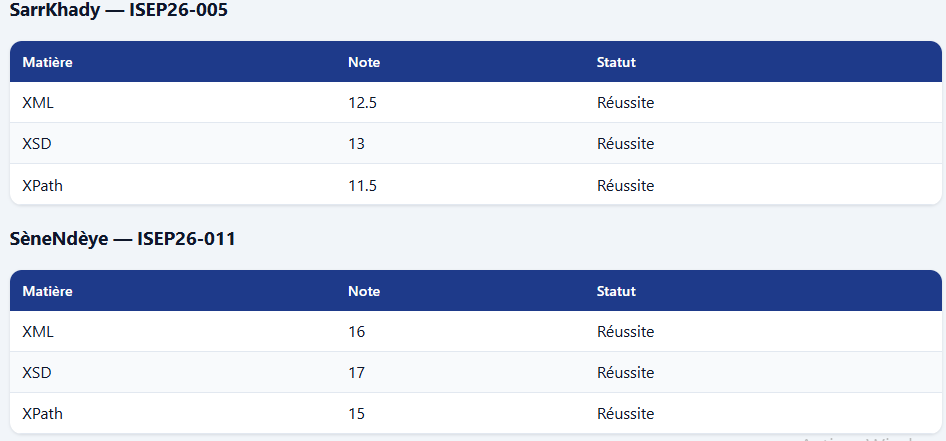 SarrKhady — ISEP26-005
Matière Note Statut
XML 12.5 Réussite
XSD 13 Réussite
XPath 11.5 Réussite
SèneNdèye — ISEP26-011
Matière Note Statut
XML 16 Réussite
XSD 17 Réussite
XPath 15 Réussite